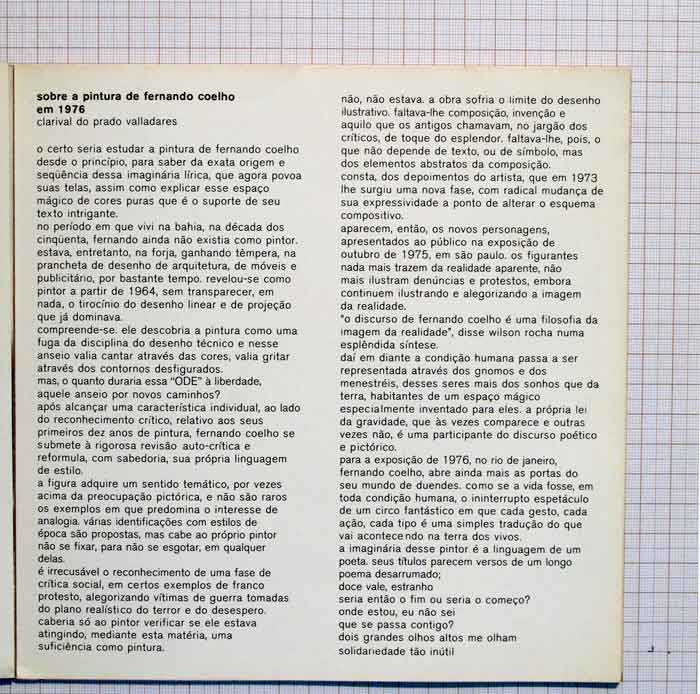 sobre a pintura de fernando coelho
em 1976
clarival do prado valladares
o certo seria estudar a pintura de fernando coelho
desde o princípio, para saber da exata origem e
seqüência dessa imaginária lírica, que agora povoa
suas telas, assim como explicar esse espaço
mágico de cores puras que é o suporte de seu
texto intrigante.
no período em que vivi na bahia, na década dos
cinqüenta, fernando ainda não existia como pintor.
estava, entretanto, na forja, ganhando têmpera, na
prancheta de desenho de arquitetura, de móveis e
publicitário, por bastante tempo. revelou-se como
pintor a partir de 1964, sem transparecer, em
nada, o tirocínio do desenho linear e de projeção
que já dominava.
compreende-se. ele descobria a pintura como uma
fuga da disciplina do desenho técnico e nesse
anseio valia cantar através das cores, valia gritar
através dos contornos desfigurados.
mas, o quanto duraria essa "ODE" à liberdade,
aquele anseio por novos caminhos?
após alcançar uma característica individual, ao lado
do reconhecimento crítico, relativo aos seus
primeiros dez anos de pintura, fernando coelho se
submete à rigorosa revisão auto-crítica e
reformula, com sabedoria, sua própria linguagem
de estilo.
a figura adquire um sentido temático, por vezes
acima da preocupação pictórica, e não são raros
os exemplos em que predomina o interesse de
analogia. várias identificações com estilos de
época são propostas, mas cabe ao próprio pintor
não se fixar, para não se esgotar, em qualquer
delas.
é irrecusável o reconhecimento de uma fase de
crítica social, em certos exemplos de franco
protesto, alegorizando vítimas de guerra tomadas
do plano realístico do terror e do desespero.
caberia só ao pintor verificar se ele estava
atingindo, mediante esta matéria, uma
suficiência como pintura.
não, não estava. a obra sofria o limite do desenho
ilustrativo. faltava-lhe composição, invenção e
aquilo que os antigos chamavam, no jargão dos
críticos, de toque do esplendor. faltava-lhe, pois, o
que não depende de texto, ou de símbolo, mas
dos elementos abstratos da composição.
consta, dos depoimentos do artista, que em 1973
lhe surgiu uma nova fase, com radical mudança de
sua expressividade a ponto de alterar o esquema
compositivo.
aparecem, então, os novos personagens,
apresentados ao público na exposição de
outubro de 1975, em são paulo. os figurantes
nada mais trazem da realidade aparente, não
mais ilustram denúncias e protestos, embora
continuem ilustrando e alegorizando a imagem
da realidade.
"o discurso de fernando coelho é uma filosofia da
imagem da realidade", disse wilson rocha numa
esplêndida síntese.
daí em diante a condição humana passa a ser
representada através dos gnomos e dos
menestréis, desses seres mais dos sonhos que da
terra, habitantes de um espaço mágico
especialmente inventado para eles. a própria lei
da gravidade, que às vezes comparece e outras
vezes não, é uma participante do discurso poético
e pictórico.
para a exposição de 1976, no rio de janeiro,
fernando coelho, abre ainda mais as portas do
seu mundo de duendes. como se a vida fosse, em
toda condição humana, o ininterrupto espetáculo
de um circo fantástico em que cada gesto, cada
ação, cada tipo é uma simples tradução do que
vai acontecendo na terra dos vivos.
a imaginária desse pintor é a linguagem de um
poeta. seus títulos parecem versos de um longo
poema desarrumado;
doce vale, estranho
seria então o fim ou seria o começo?
onde estou, eu não sei
que se passa contigo?
dois grandes olhos altos me olham
solidariedade tão inútil